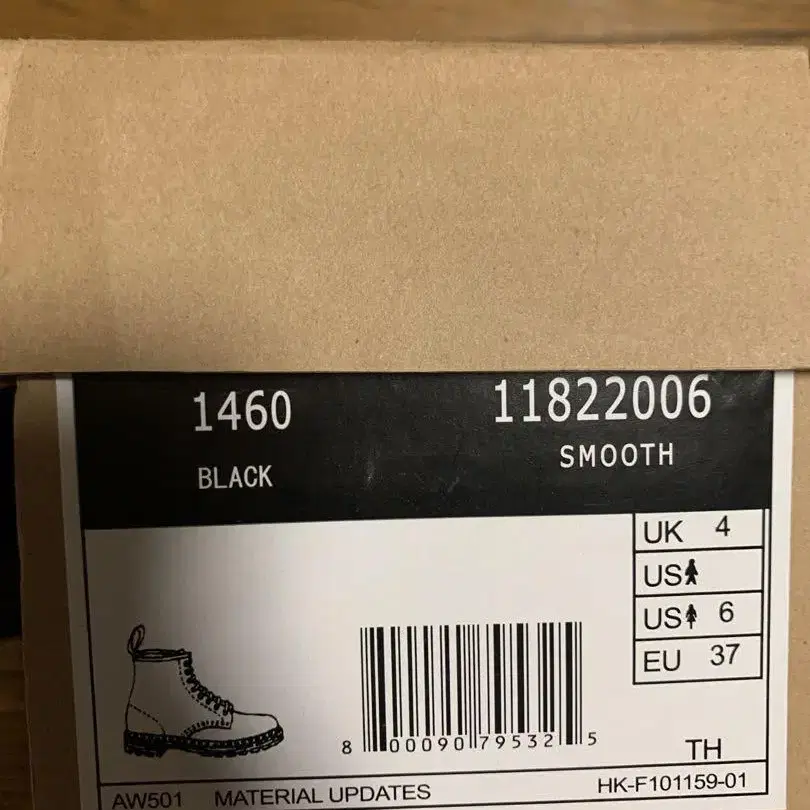 1460
11822006
BLACK
SMOOTH
UK 4
US
US 6
EU 37
8 00090 79532 5
TH
AW501 MATERIAL UPDATES
HK-F101159-01